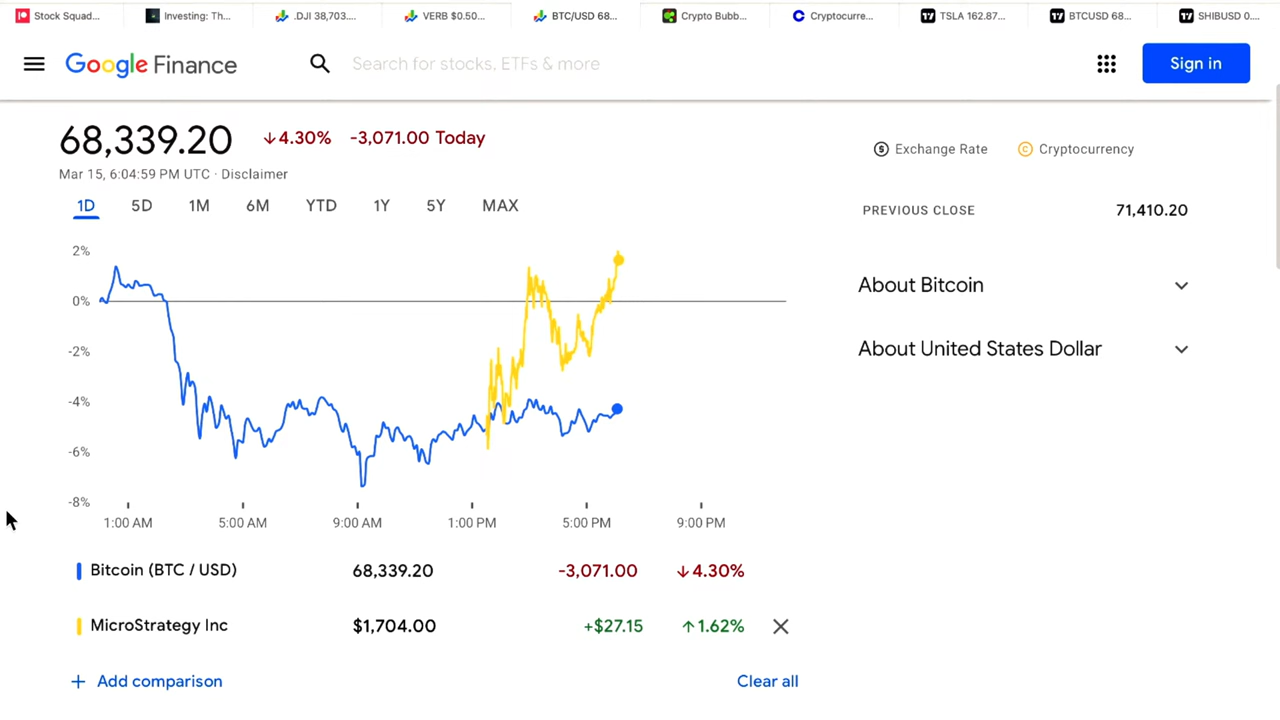 Stock Squad...
Investing: Th...
.DJI 38,703....
VERB $0.50...
BTC/USD 68...
Crypto Bubb...
Cryptocurre...
TSLA 162.87...
BTCUSD 68...
SHIBUSD 0....
Google Finance
Search for stocks, ETFs & more
Sign in
68,339.20
↓4.30%
-3,071.00 Today
Mar 15, 6:04:59 PM UTC · Disclaimer
Exchange Rate
Cryptocurrency
1D 5D 1M 6M YTD 1Y 5Y MAX
PREVIOUS CLOSE 71,410.20
2%
0%
-2%
-4%
-6%
-8%
1:00 AM 5:00 AM 9:00 AM 1:00 PM 5:00 PM 9:00 PM
About Bitcoin
About United States Dollar
Bitcoin (BTC / USD) 68,339.20 -3,071.00 ↓4.30%
MicroStrategy Inc $1,704.00 +$27.15 ↑1.62%
+ Add comparison
Clear all